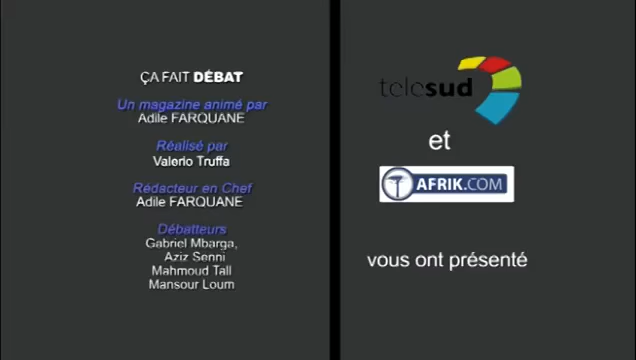 ÇA FAIT DÉBAT
Un magazine animé par
Adile FARQUANE
Réalisé par
Valerio Truffa
Rédacteur en Chef
Adile FARQUANE
Débatteurs
Gabriel Mbarga,
Aziz Senni
Mahmoud Tall
Mansour Loum
telesud
et
AFRIK.COM
vous ont présenté